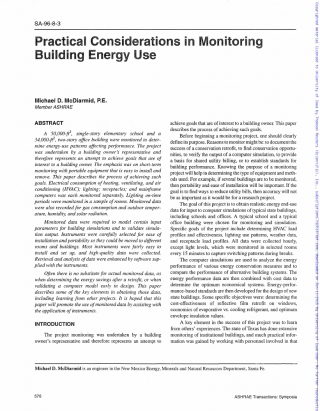 SA-96-8-3
Practical Considerations in Monitoring
Building Energy Use
Michael D. McDiarmid, P.E.
Member ASHRAE
ABSTRACT
A 50,000-ft², single-story elementary school and a
54,000-ft², two-story office building were monitored to deter-
mine energy-use patterns affecting performance. The project
was undertaken by a building owner's representative and
therefore represents an attempt to achieve goals that are of
interest to a building owner. The emphasis was on short-term
monitoring with portable equipment that is easy to install and
remove. This paper describes the process of achieving such
goals. Electrical consumption of heating, ventilating, and air
conditioning (HVAC); lighting; receptacles; and mainframe
computers was each monitored separately. Lighting on-time
periods were monitored in a sample of rooms. Monitored data
were also recorded for gas consumption and outdoor temper-
ature, humidity, and solar radiation.
Monitored data were required to model certain input
parameters for building simulations and to validate simula-
tion output. Instruments were carefully selected for ease of
installation and portability as they could be moved to different
rooms and buildings. Most instruments were fairly easy to
install and set up, and high-quality data were collected.
Retrieval and analysis of data were enhanced by software sup-
plied with the instruments.
Often there is no substitute for actual monitored data, as
when determining the energy savings after a retrofit, or when
validating a computer model early in design. This paper
describes some of the key elements in obtaining those data,
including learning from other projects. It is hoped that this
paper will promote the use of monitored data by assisting with
the application of instruments.
INTRODUCTION
The project monitoring was undertaken by a building
owner's representative and therefore represents an attempt to
achieve goals that are of interest to a building owner. This paper
describes the process of achieving such goals.
Before beginning a monitoring project, one should clearly
define its purpose. Reasons to monitor might be to document the
success of a conservation retrofit, to find conservation opportu-
nities, to verify the output of a computer simulation, to provide
a basis for shared utility billing, or to establish standards for
building performance. Knowing the purpose of a monitoring
project will help in determining the type of equipment and meth-
ods used. For example, if several buildings are to be monitored,
then portability and ease of installation will be important. If the
goal is to find ways to reduce utility bills, then accuracy will not
be as important as it would be for a research project.
The goal of this project is to obtain realistic energy end-use
data for input to computer simulations of typical state buildings,
including schools and offices. A typical school and a typical
office building were chosen for monitoring and simulation.
Specific goals of the project include determining HVAC load
profiles and effectiveness, lighting use patterns, weather data,
and receptacle load profiles. All data were collected hourly,
except light levels, which were monitored in selected rooms
every 15 minutes to capture switching patterns during breaks.
The computer simulations are used to analyze the energy
performance of various energy conservation measures and to
compare the performance of alternative building systems. The
energy performance data are then combined with cost data to
determine the optimum economical systems. Energy-perfor-
mance-based standards are then developed for the design of new
state buildings. Some specific objectives were: determining the
cost-effectiveness of reflective film retrofit on windows,
economics of evaporative vs. cooling refrigerant, and optimum
envelope insulation values.
A key element in the success of this project was to learn
from others' experiences. The state of Texas has done extensive
monitoring of institutional buildings, and much practical infor-
mation was gained by working with personnel involved in that
Michael D. McDiarmid is an engineer in the New Mexico Energy, Minerals and Natural Resources Department, Santa Fe.
576
ASHRAE Transactions: Symposia